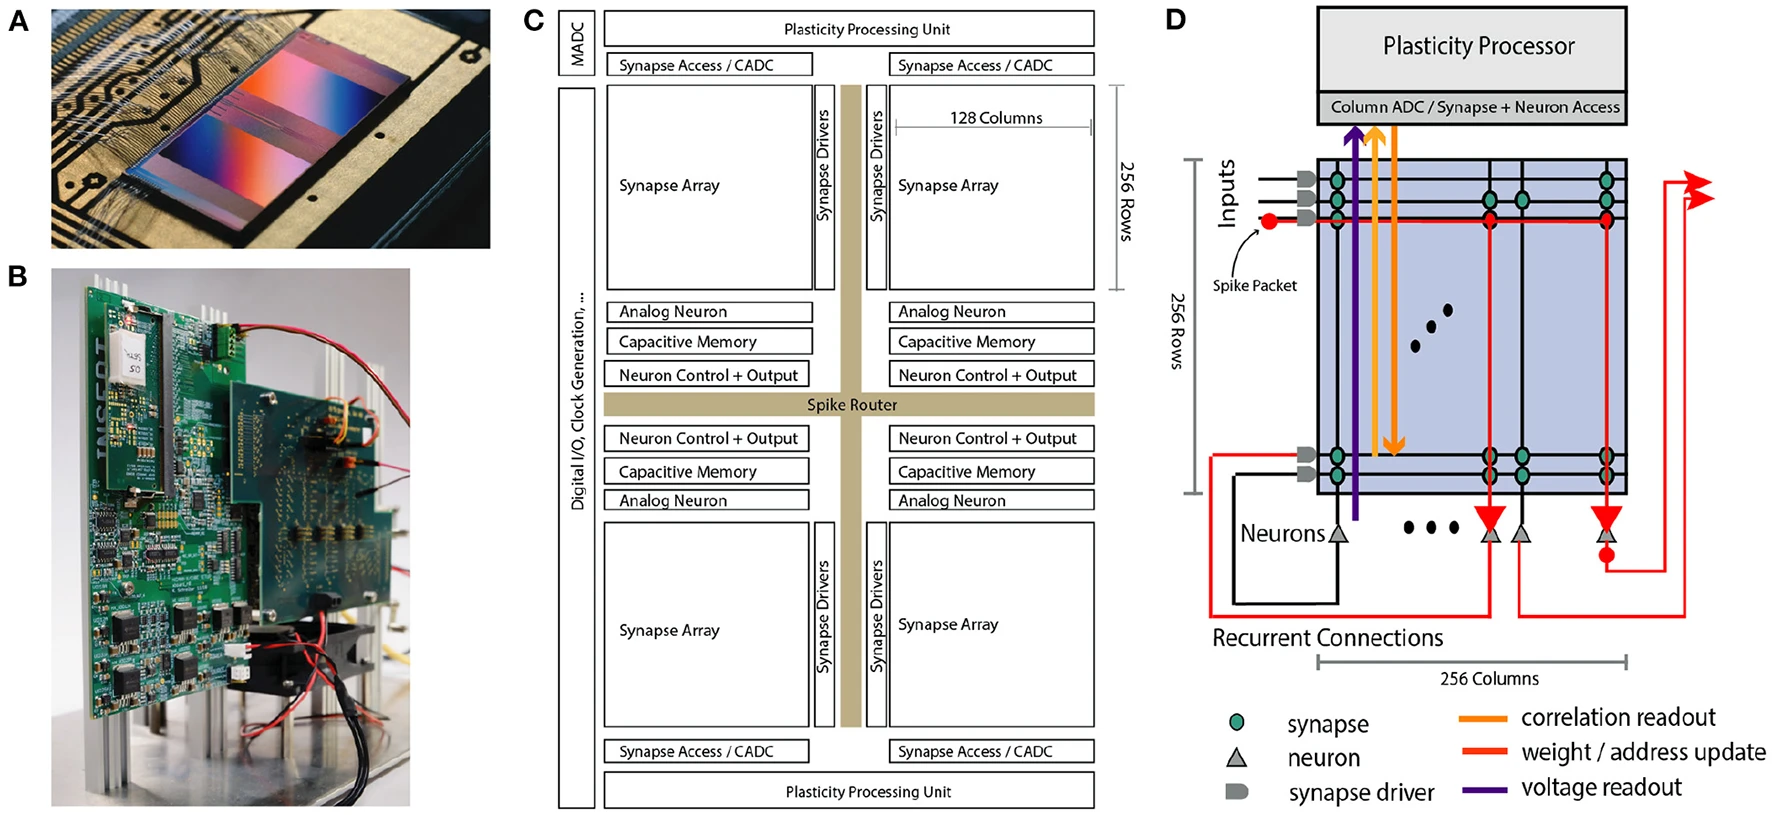 A
B
C
MADC
Plasticity Processing Unit
Synapse Access / CADC
Synapse Access / CADC
Digital I/O, Clock Generation, ...
Synapse Array
Synapse Drivers
Synapse Drivers
128 Columns
Synapse Array
256 Rows
Analog Neuron
Analog Neuron
Capacitive Memory
Capacitive Memory
Neuron Control + Output
Neuron Control + Output
Spike Router
Neuron Control + Output
Neuron Control + Output
Capacitive Memory
Capacitive Memory
Analog Neuron
Analog Neuron
Synapse Array
Synapse Drivers
Synapse Drivers
Synapse Array
Synapse Access / CADC
Synapse Access / CADC
Plasticity Processing Unit
D
Plasticity Processor
Column ADC / Synapse + Neuron Access
Inputs
Spike Packet
256 Rows
Neurons
Recurrent Connections
256 Columns
synapse
neuron
synapse driver
correlation readout
weight / address update
voltage readout